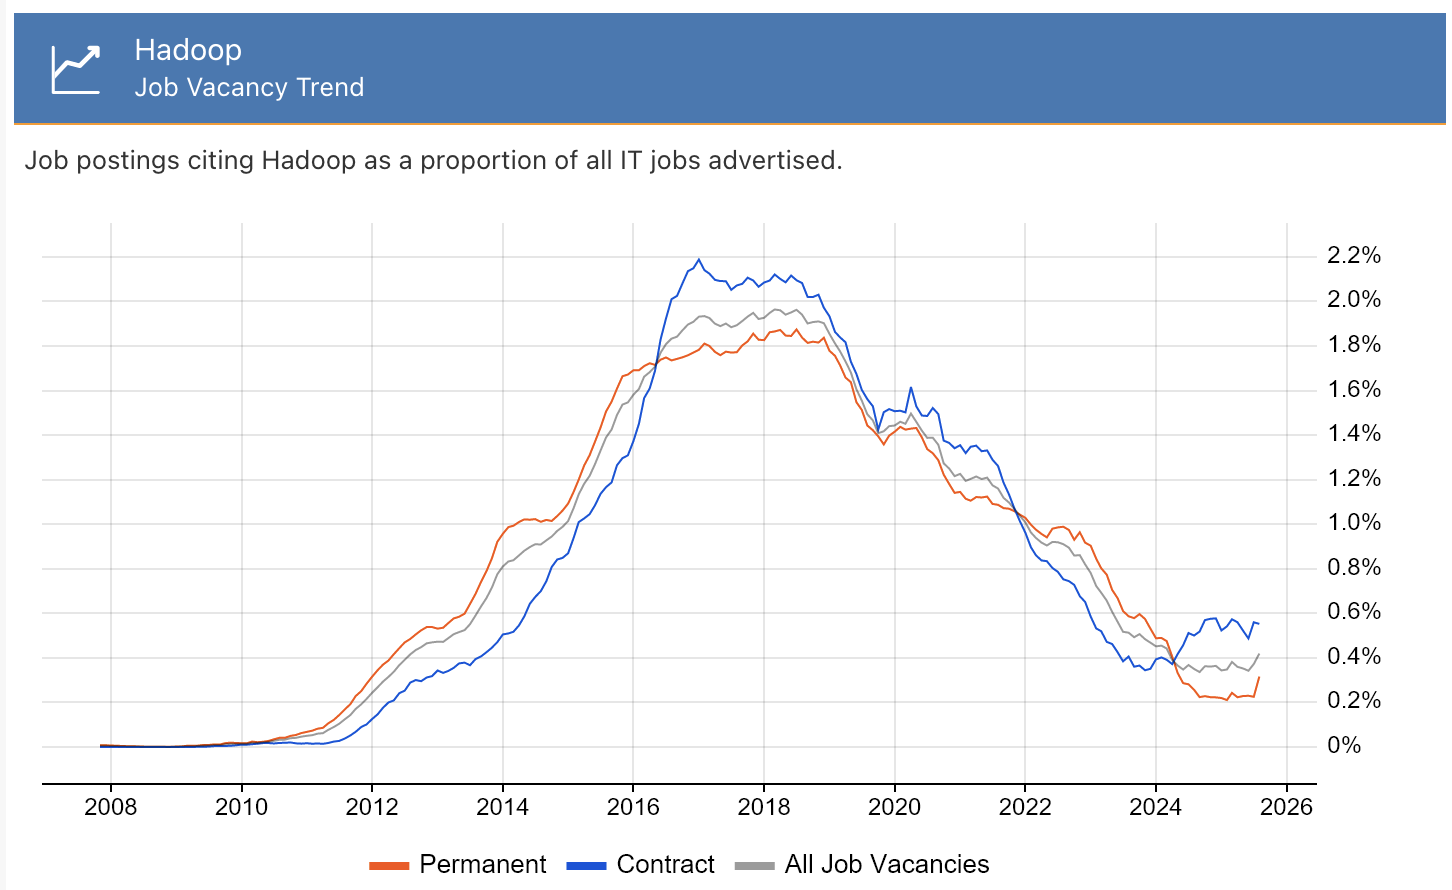 Hadoop
Job Vacancy Trend
Job postings citing Hadoop as a proportion of all IT jobs advertised.
2.2%
2.0%
1.8%
1.6%
1.4%
1.2%
1.0%
0.8%
0.6%
0.4%
0.2%
0%
2008 2010 2012 2014 2016 2018 2020 2022 2024 2026
Permanent Contract All Job Vacancies